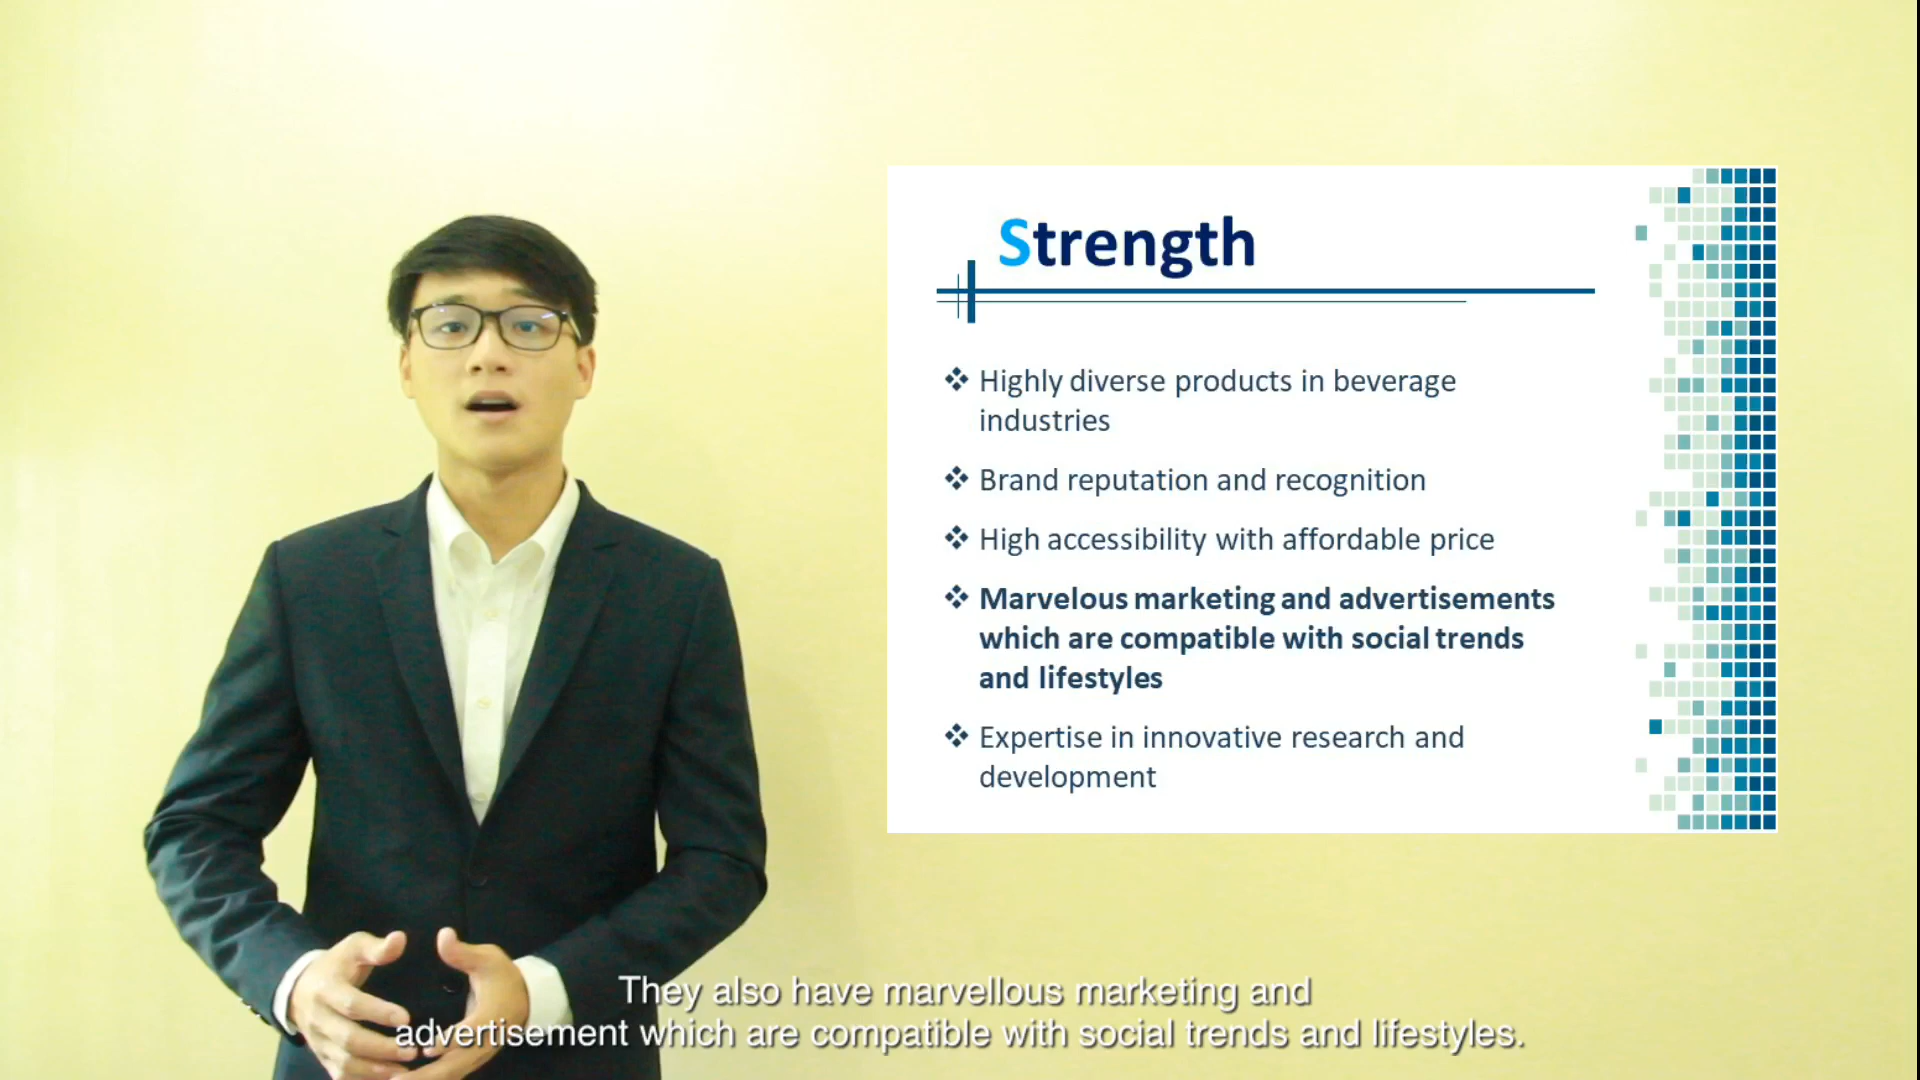 Strength
❖ Highly diverse products in beverage
industries
❖ Brand reputation and recognition
❖ High accessibility with affordable price
❖ Marvelous marketing and advertisements
which are compatible with social trends
and lifestyles
❖ Expertise in innovative research and
development
They also have marvellous marketing and
advertisement which are compatible with social trends and lifestyles.